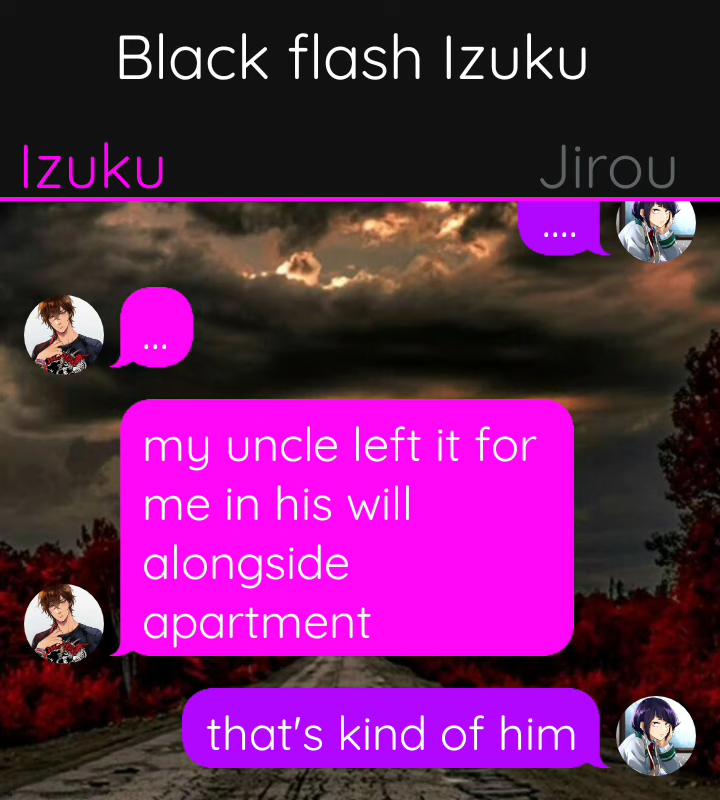 Black flash Izuku
Izuku
Jirou
....
...
my uncle left it for
me in his will
alongside
apartment
that's kind of him